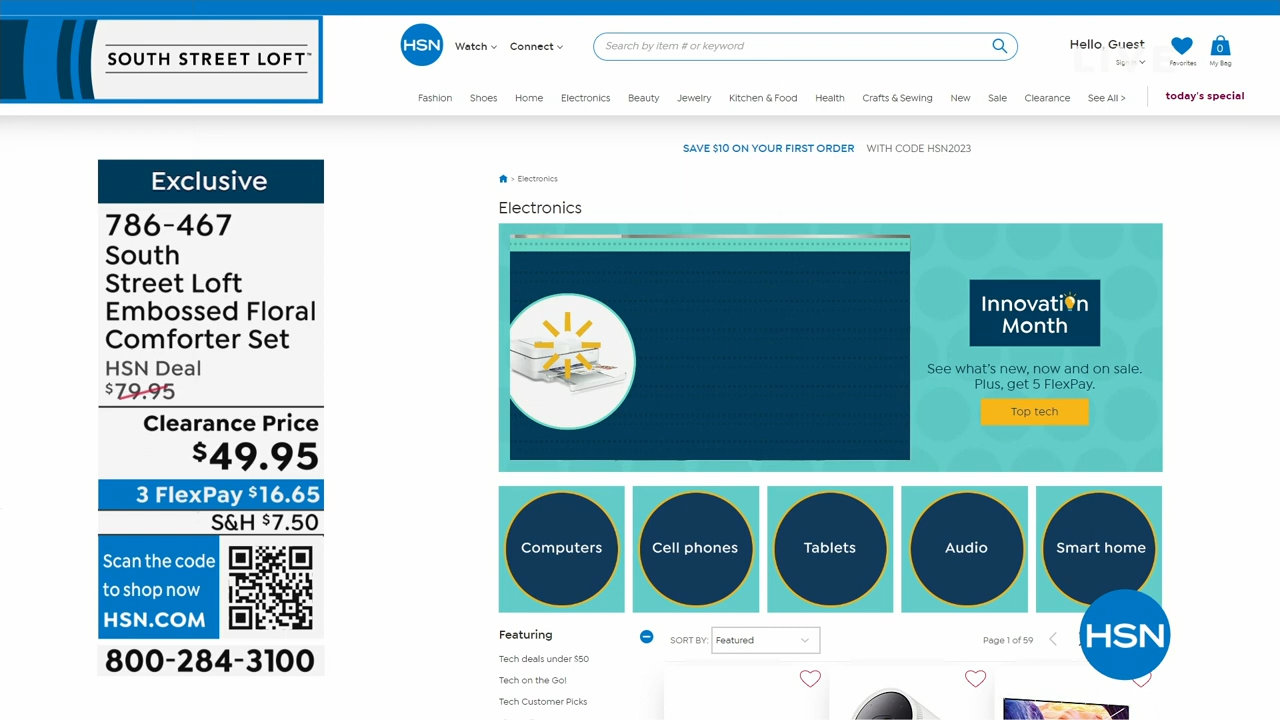 SOUTH STREET LOFT™
HSN
Watch
Connect
Search by item # or keyword
Hello, Guest
Sign in
LIVE
Favorites
0
My Bag
Fashion Shoes Home Electronics Beauty Jewelry Kitchen & Food Health Crafts & Sewing New Sale Clearance See All >
today's special
SAVE $10 ON YOUR FIRST ORDER WITH CODE HSN2023
> Electronics
Electronics
Exclusive
786-467
South
Street Loft
Embossed Floral
Comforter Set
HSN Deal
$79.95
Clearance Price
$49.95
3 FlexPay $16.65
S&H $7.50
Scan the code
to shop now
HSN.COM
800-284-3100
Innovation
Month
See what's new, now and on sale.
Plus, get 5 FlexPay.
Top tech
Computers
Cell phones
Tablets
Audio
Smart home
Featuring
Tech deals under $50
Tech on the Go!
Tech Customer Picks
SORT BY: Featured
Page 1 of 59
HSN